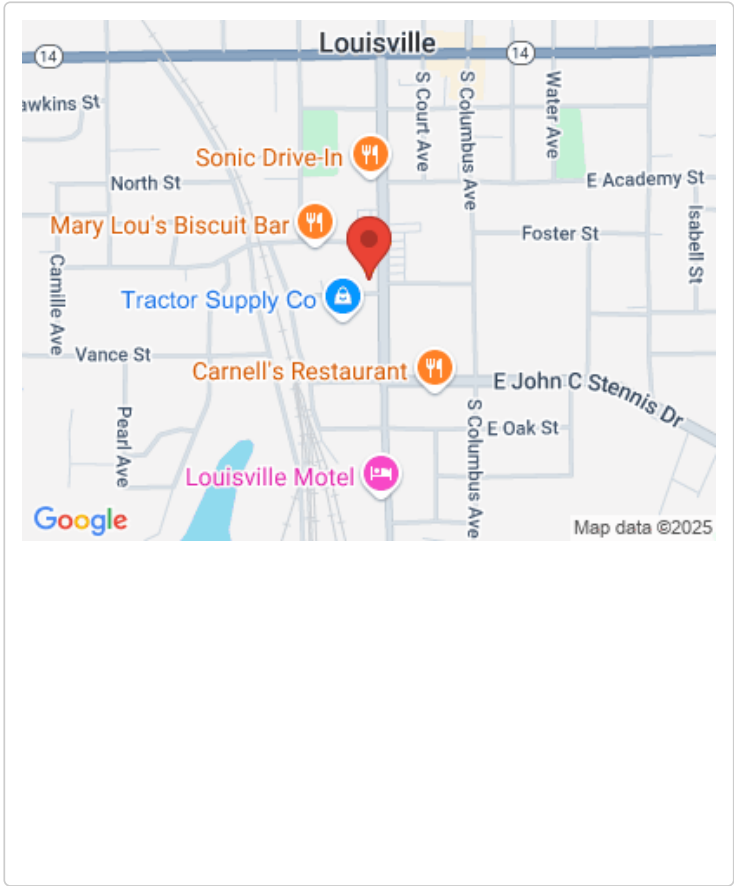 Louisville
14
14
awkins St
S Court Ave
S Columbus Ave
Water Ave
Sonic Drive-In
North St
E Academy St
Mary Lou's Biscuit Bar
Foster St
Isabell St
Camille Ave
Tractor Supply Co
Vance St
Carnell's Restaurant
E John C Stennis Dr
Pearl Ave
S Columbus Ave
E Oak St
Louisville Motel
Google
Map data ©2025